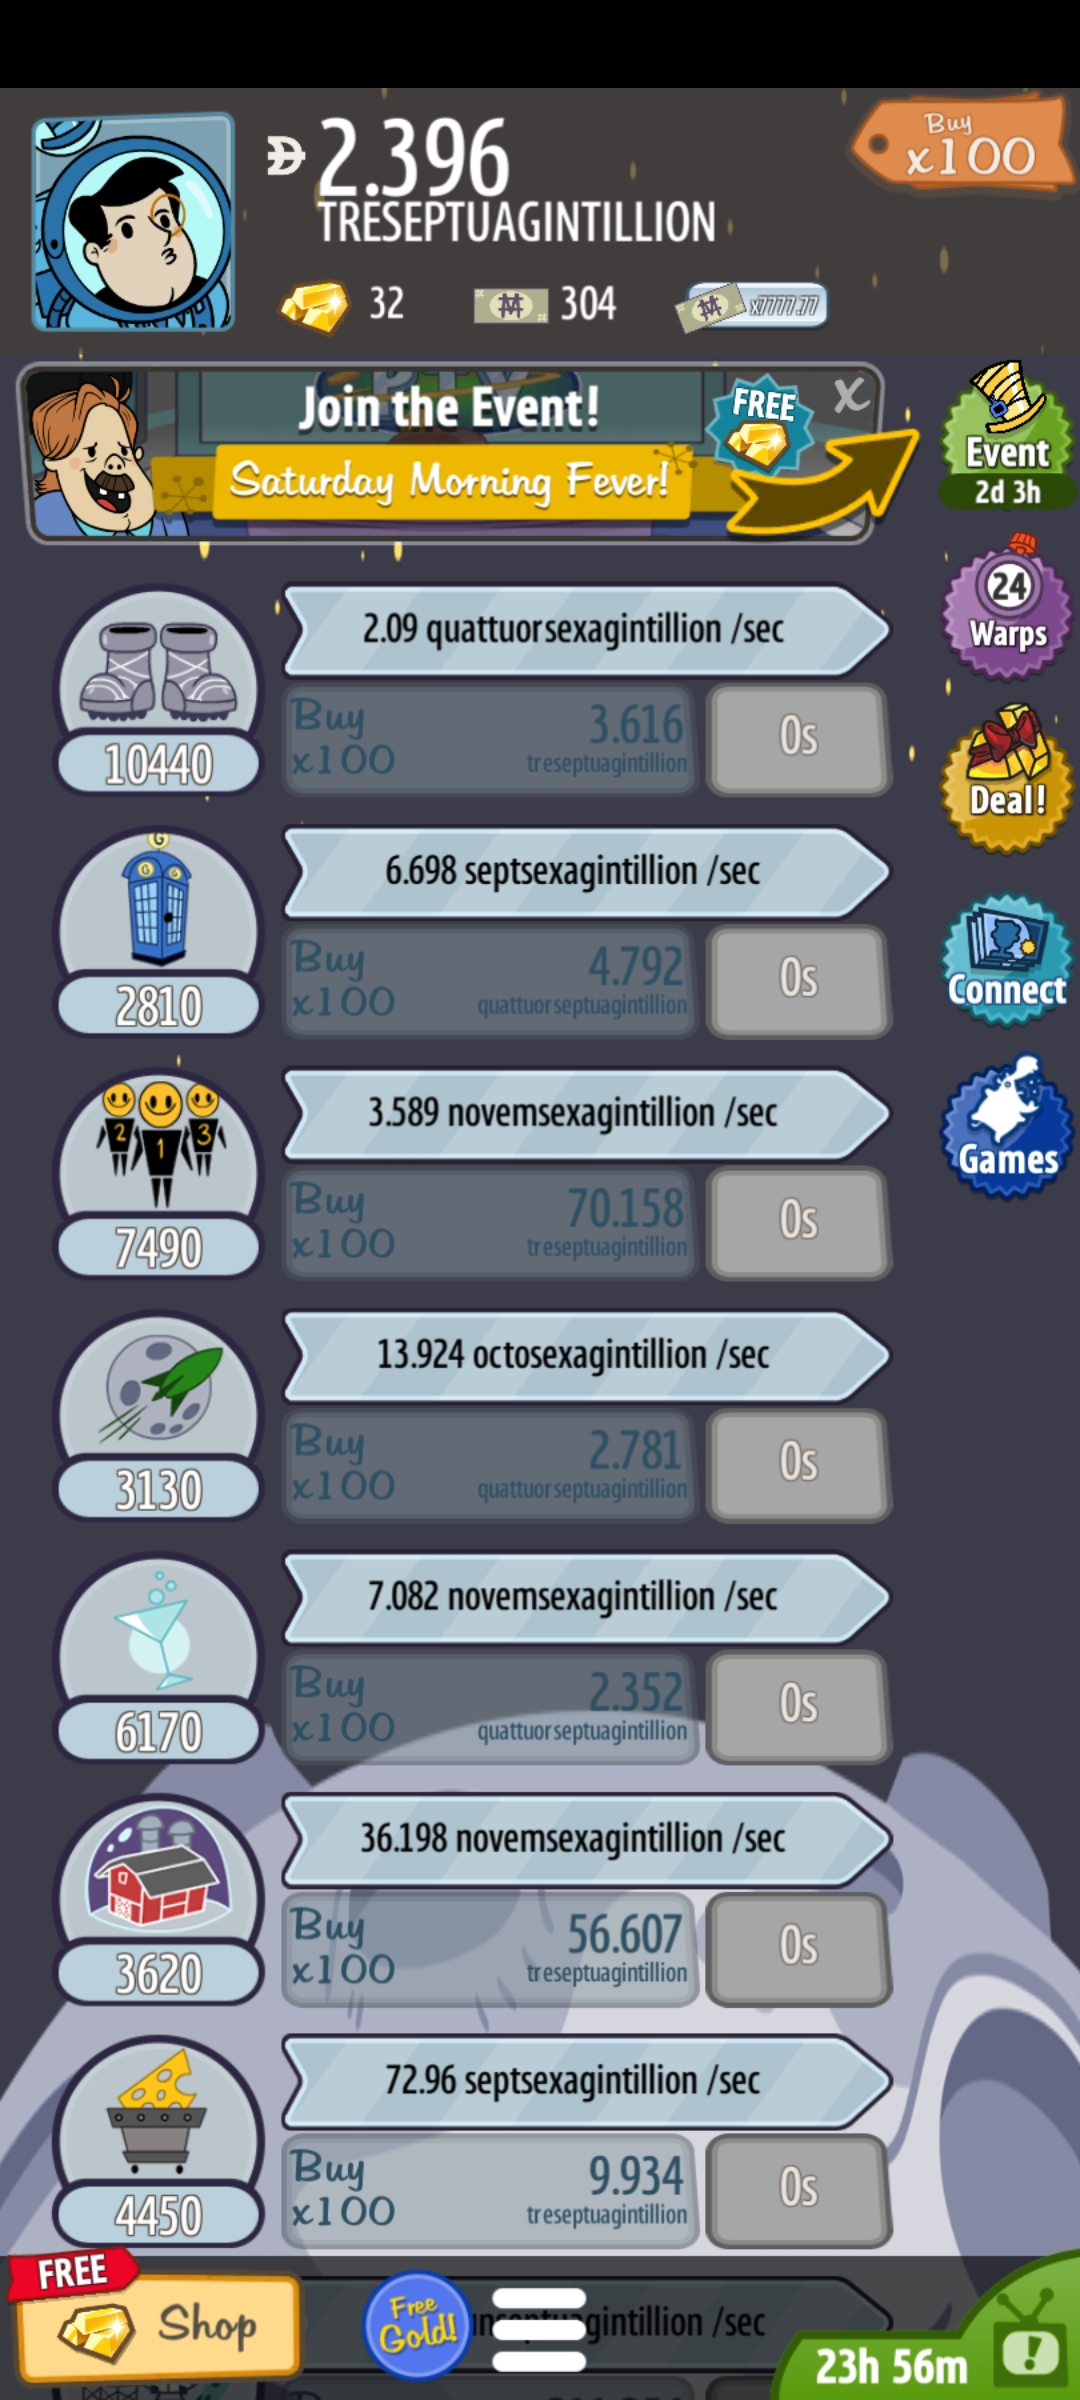 Buy
x100
2.396
TRESEPTUAGINTILLION
32
304
x7777.77
Join the Event!
FREE
X
Saturday Morning Fever!
Event
2d 3h
2.09 quattuorsexagintillion /sec
24
Warps
Buy
x100
3.616
treseptuagintillion
0s
10440
Deal!
6.698 septsexagintillion /sec
Buy
x100
4.792
quattuorseptuagintillion
0s
2810
Connect
3.589 novemsexagintillion /sec
2
1
3
Games
Buy
x100
70.158
treseptuagintillion
0s
7490
13.924 octosexagintillion /sec
Buy
x100
2.781
quattuorseptuagintillion
0s
3130
7.082 novemsexagintillion /sec
Buy
x100
2.352
quattuorseptuagintillion
0s
6170
36.198 novemsexagintillion /sec
Buy
x100
56.607
treseptuagintillion
0s
3620
72.96 septsexagintillion /sec
Buy
x100
9.934
treseptuagintillion
0s
4450
FREE
Shop
Free
Gold!
/sec
23h 56m